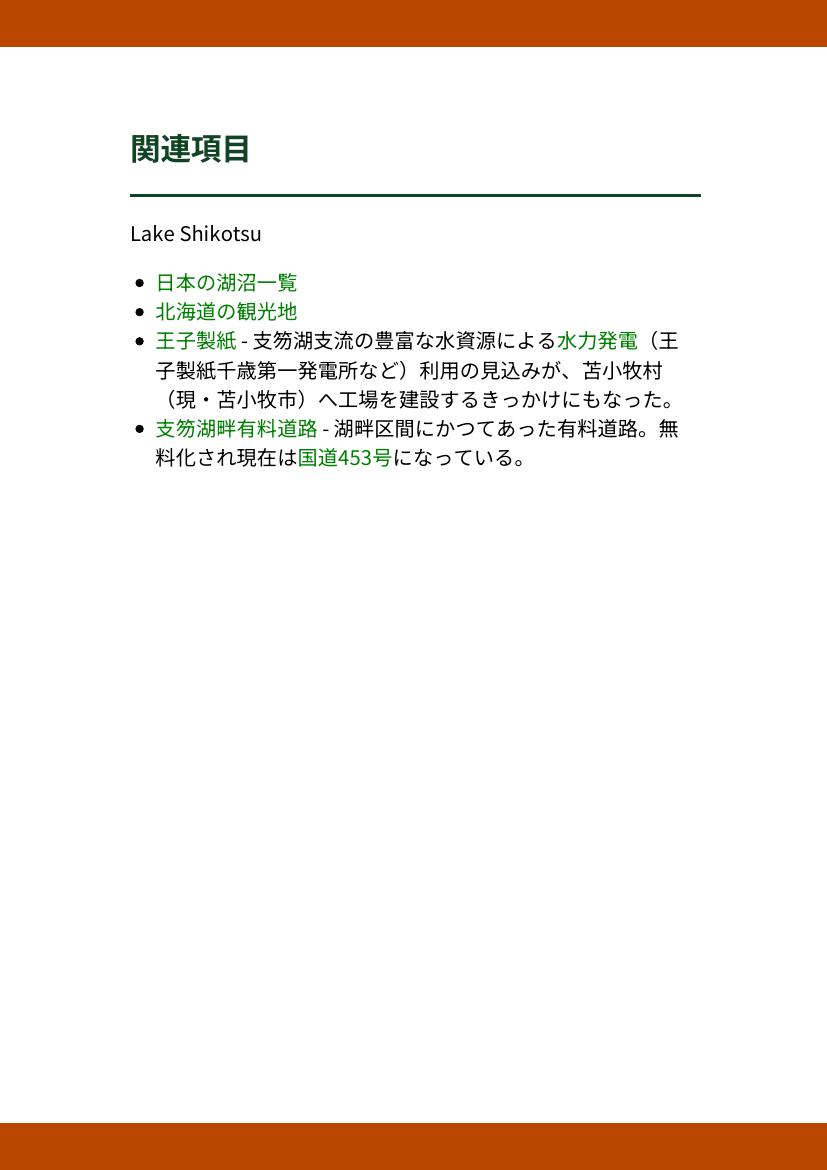 関連項目
Lake Shikotsu
• 日本の湖沼一覧
• 北海道の観光地
• 王子製紙 - 支笏湖支流の豊富な水資源による水力発電（王
子製紙千歳第一発電所など）利用の見込みが、苫小牧村
（現・苫小牧市）へ工場を建設するきっかけにもなった。
• 支笏湖畔有料道路 - 湖畔区間にかつてあった有料道路。無
料化され現在は国道453号になっている。